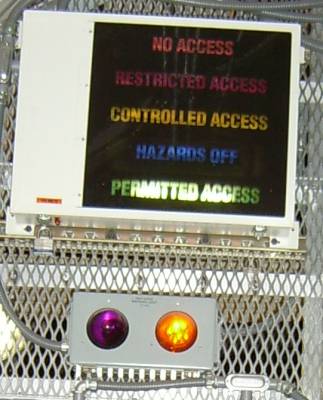 NO ACCESS
RESTRICTED ACCESS
CONTROLLED ACCESS
HAZARDS OFF
PERMITTED ACCESS